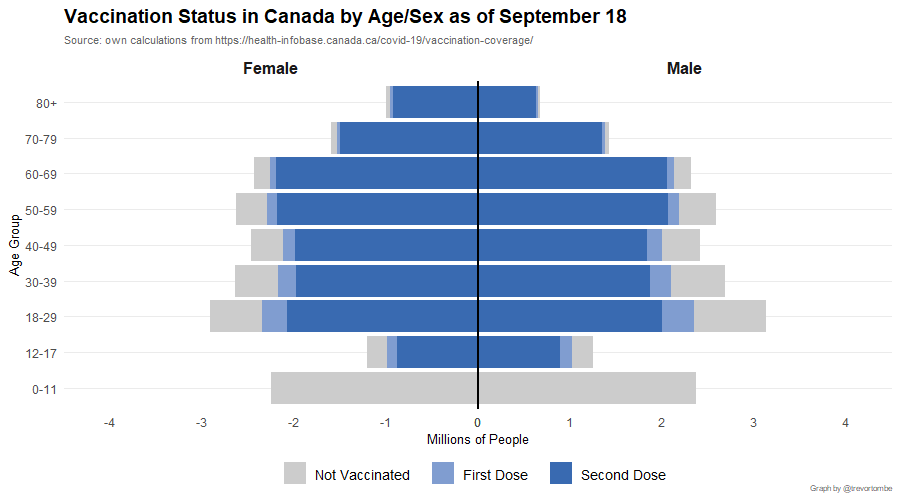 Vaccination Status in Canada by Age/Sex as of September 18
Source: own calculations from https://health-infobase.canada.ca/covid-19/vaccination-coverage/
Female Male
80+
70-79
60-69
50-59
40-49
30-39
18-29
12-17
0-11
Age Group
-4 -3 -2 -1 0 1 2 3 4
Millions of People
Not Vaccinated First Dose Second Dose
Graph by @trevortombe